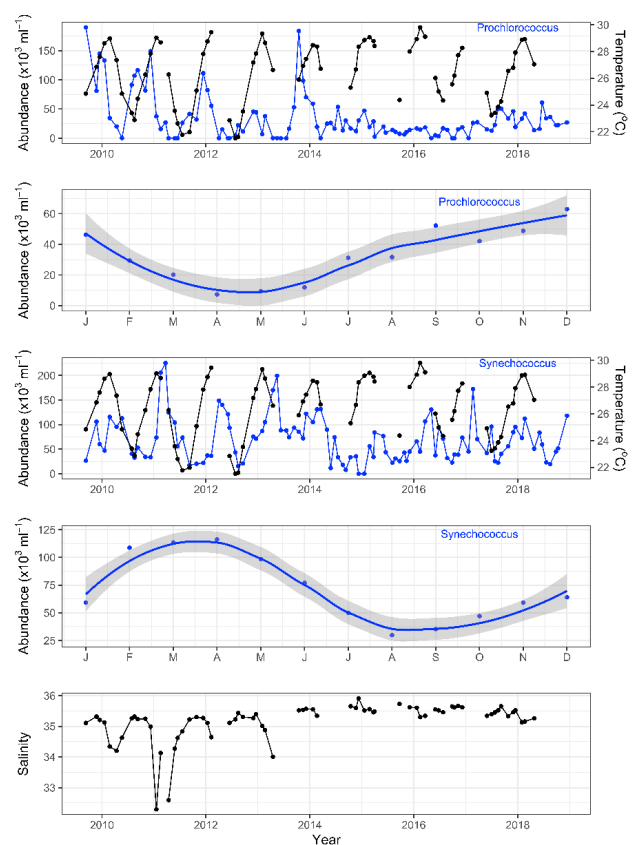 Prochlorococcus
Abundance (x10³ ml⁻¹)
150
100
50
0
30
28
26
24
22
Temperature (°C)
2010 2012 2014 2016 2018
Prochlorococcus
Abundance (x10³ ml⁻¹)
60
40
20
0
J F M A M J J A S O N D
Synechococcus
Abundance (x10³ ml⁻¹)
200
150
100
50
0
30
28
26
24
22
Temperature (°C)
2010 2012 2014 2016 2018
Synechococcus
Abundance (x10³ ml⁻¹)
125
100
75
50
25
J F M A M J J A S O N D
Salinity
36
35
34
33
2010 2012 2014 2016 2018
Year